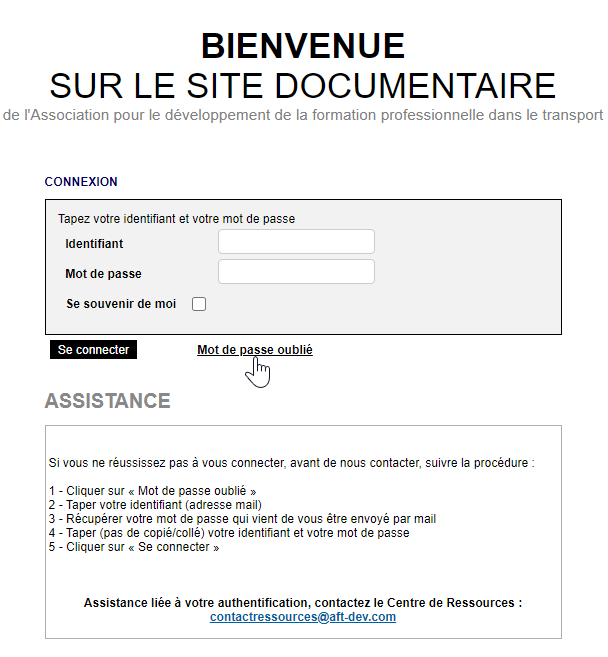 BIENVENUE
SUR LE SITE DOCUMENTAIRE
de l'Association pour le développement de la formation professionnelle dans le transport
CONNEXION
Tapez votre identifiant et votre mot de passe
Identifiant
Mot de passe
Se souvenir de moi
Se connecter
Mot de passe oublié
ASSISTANCE
Si vous ne réussissez pas à vous connecter, avant de nous contacter, suivre la procédure :
1 - Cliquer sur « Mot de passe oublié »
2 - Taper votre identifiant (adresse mail)
3 - Récupérer votre mot de passe qui vient de vous être envoyé par mail
4 - Taper (pas de copié/collé) votre identifiant et votre mot de passe
5 - Cliquer sur « Se connecter »
Assistance liée à votre authentification, contactez le Centre de Ressources :
contactressources@aft-dev.com